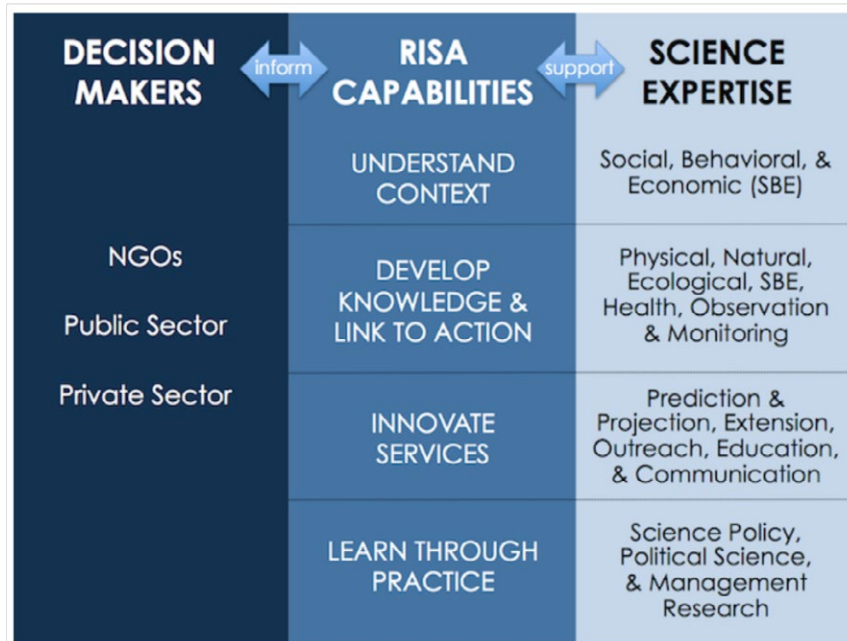 DECISION
MAKERS
inform
RISA
CAPABILITIES
support
SCIENCE
EXPERTISE
NGOs
Public Sector
Private Sector
UNDERSTAND
CONTEXT
Social, Behavioral, &
Economic (SBE)
DEVELOP
KNOWLEDGE &
LINK TO ACTION
Physical, Natural,
Ecological, SBE,
Health, Observation
& Monitoring
INNOVATE
SERVICES
Prediction &
Projection, Extension,
Outreach, Education,
& Communication
LEARN THROUGH
PRACTICE
Science Policy,
Political Science,
& Management
Research